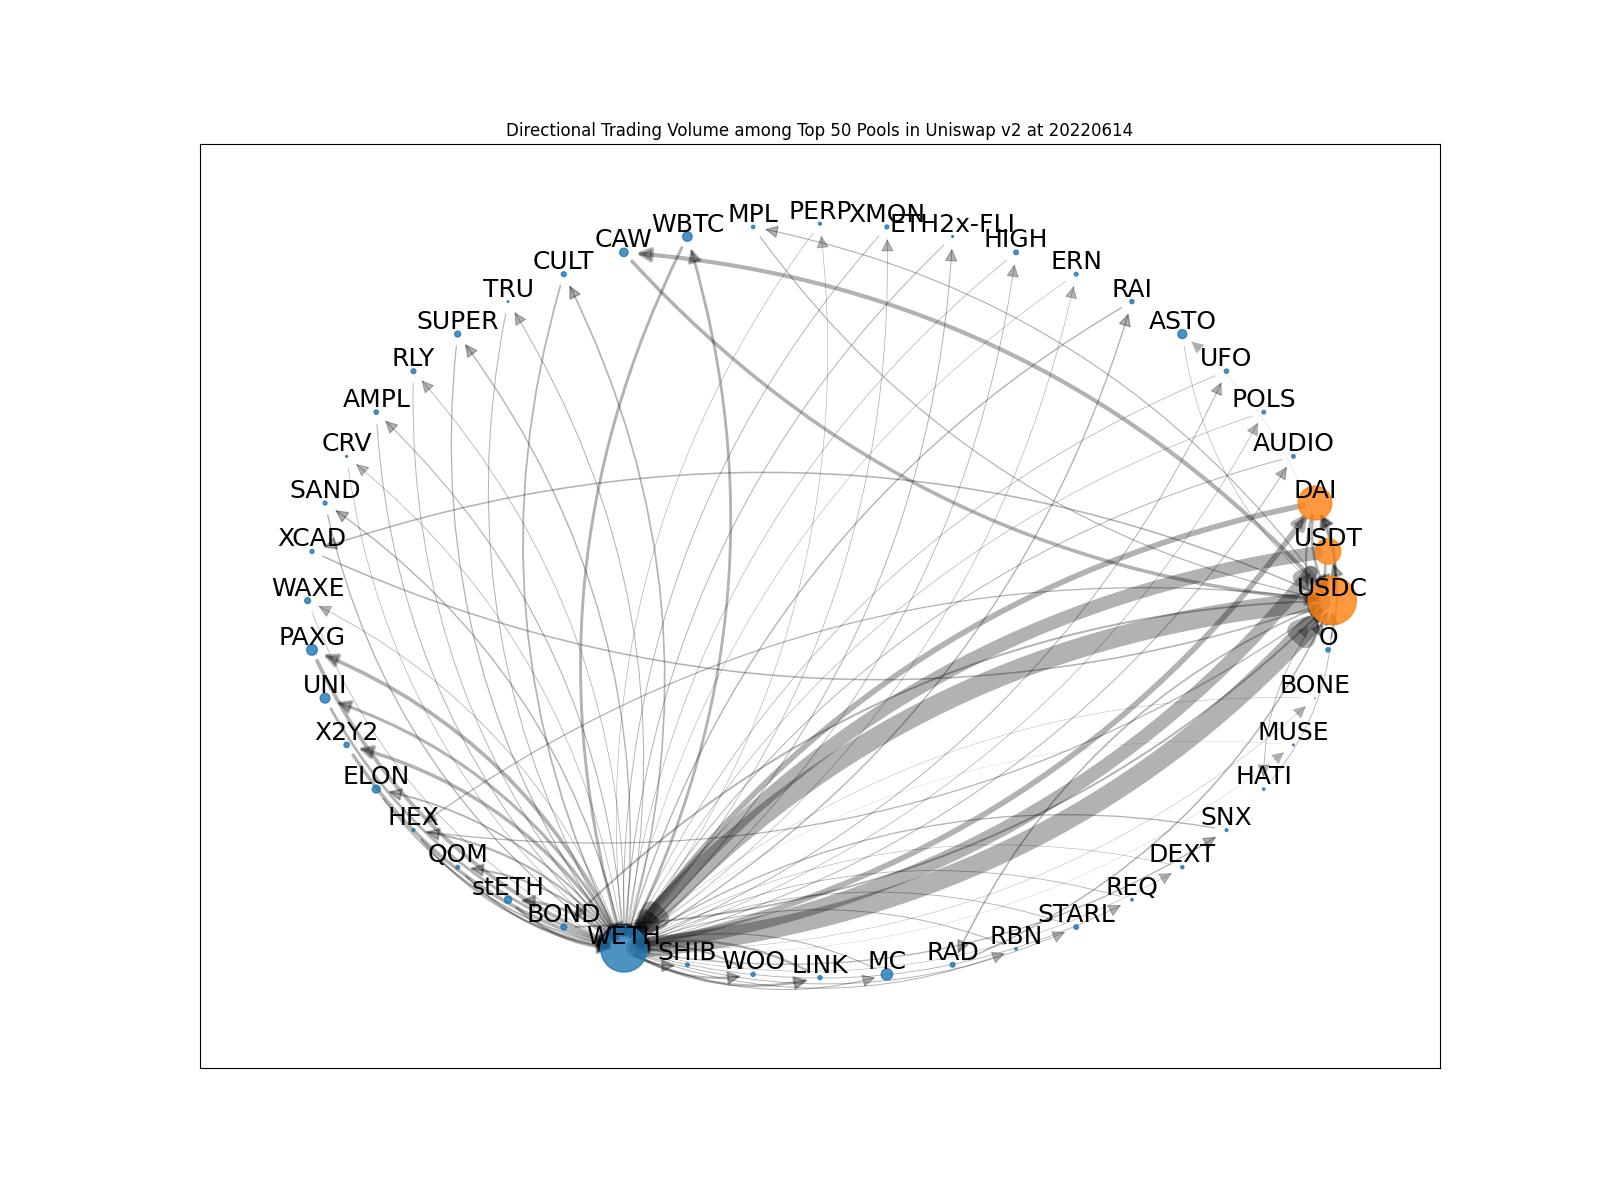 Directional Trading Volume among Top 50 Pools in Uniswap v2 at 20220614
PERP
MPL
XMON
WBTC
ETH2x-FLI
CAW
HIGH
CULT
ERN
TRU
RAI
SUPER
ASTO
RLY
UFO
AMPL
POLS
CRV
AUDIO
SAND
DAI
XCAD
USDT
WAXE
USDC
PAXG
O
UNI
BONE
X2Y2
MUSE
ELON
HATI
HEX
SNX
QOM
DEXT
stETH
REQ
BOND
STARL
WETH
RBN
SHIB
RAD
WOO
MC
LINK